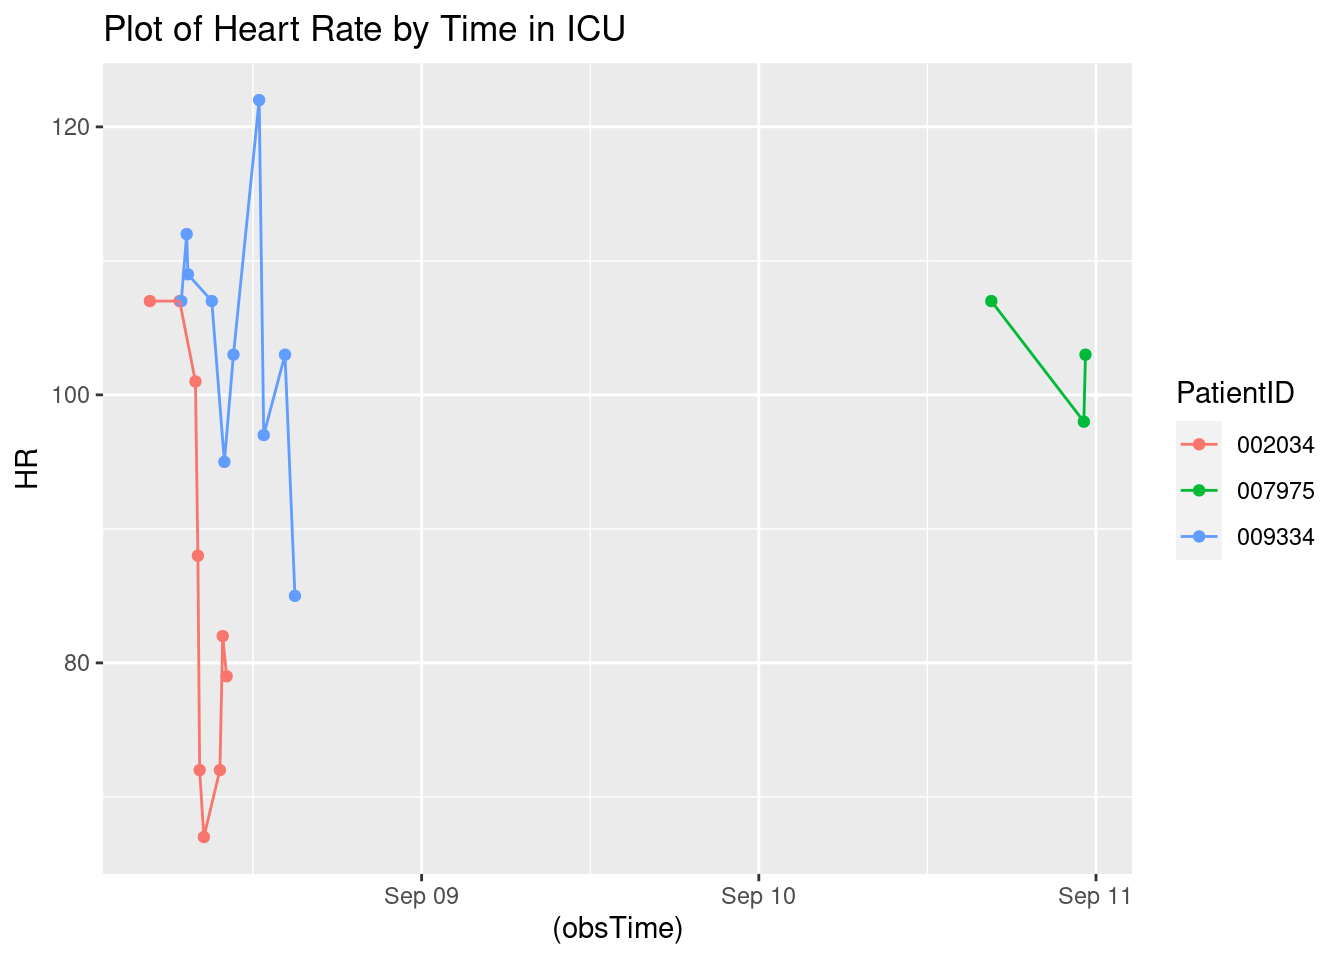 Plot of Heart Rate by Time in ICU
120
100
80
HR
Sep 09
Sep 10
Sep 11
(obsTime)
PatientID
002034
007975
009334